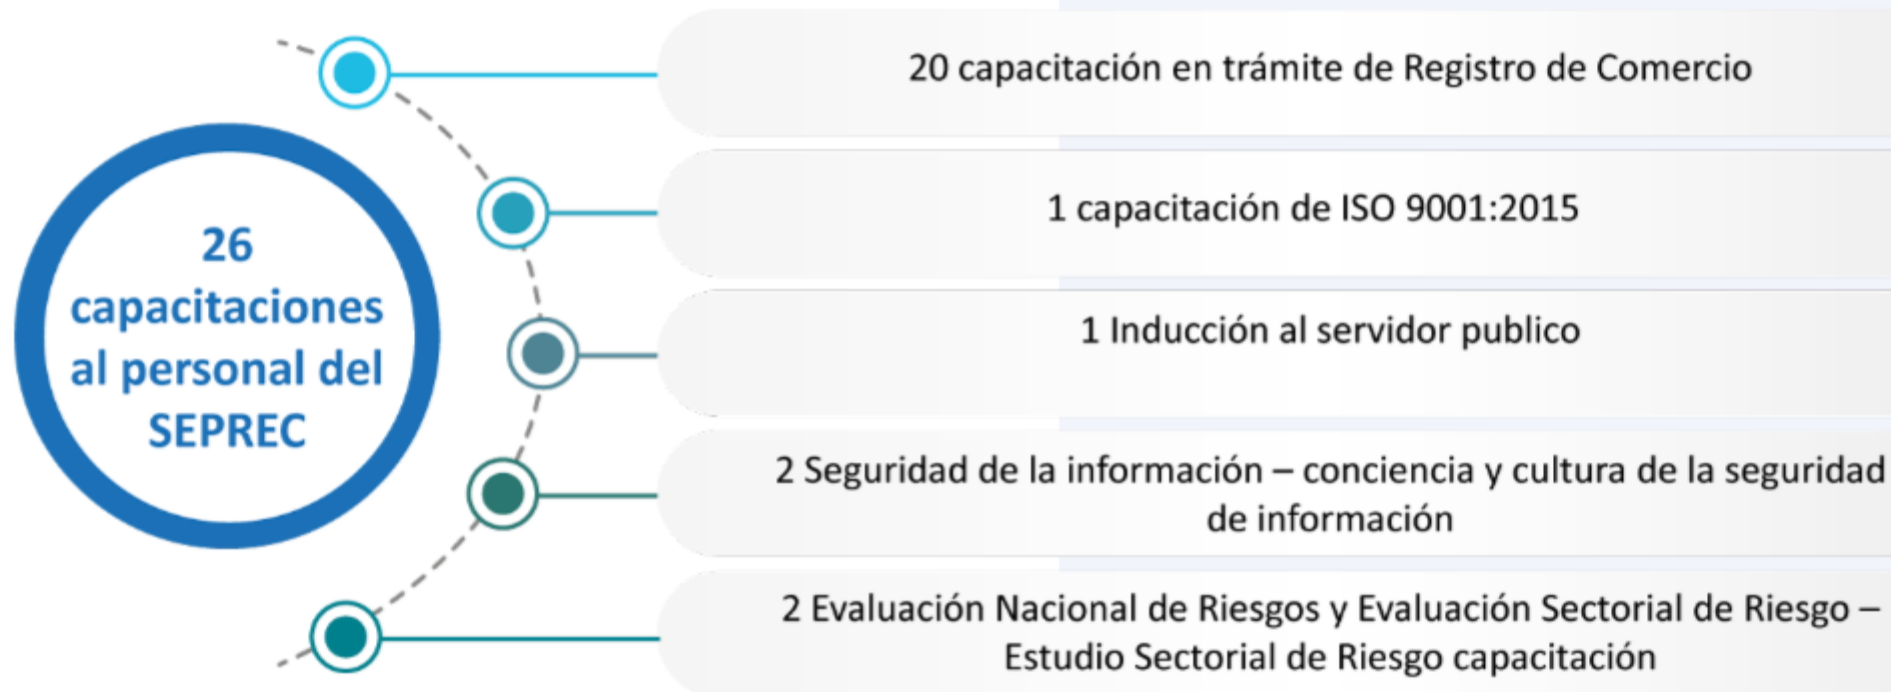 26
capacitaciones
al personal del
SEPREC
20 capacitación en trámite de Registro de Comercio
1 capacitación de ISO 9001:2015
1 Inducción al servidor publico
2 Seguridad de la información – conciencia y cultura de la seguridad
de información
2 Evaluación Nacional de Riesgos y Evaluación Sectorial de Riesgo –
Estudio Sectorial de Riesgo capacitación